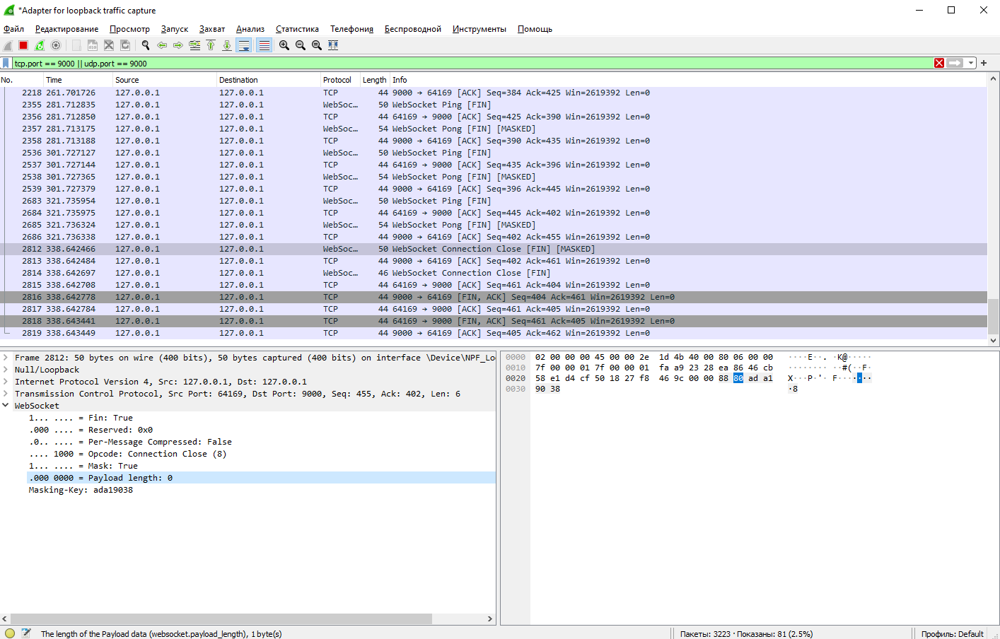 *Adapter for loopback traffic capture
Файл Редактирование Просмотр Запуск Захват Анализ Статистика Телефония Беспроводной Инструменты Помощь
tcp.port == 9000 || udp.port == 9000
No. Time Source Destination Protocol Length Info
2218 261.701726 127.0.0.1 127.0.0.1 TCP 44 9000 → 64169 [ACK] Seq=384 Ack=425 Win=2619392 Len=0
2355 281.712835 127.0.0.1 127.0.0.1 WebSoc… 50 WebSocket Ping [FIN]
2356 281.712850 127.0.0.1 127.0.0.1 TCP 44 64169 → 9000 [ACK] Seq=425 Ack=390 Win=2619392 Len=0
2357 281.713175 127.0.0.1 127.0.0.1 WebSoc… 54 WebSocket Pong [FIN] [MASKED]
2358 281.713188 127.0.0.1 127.0.0.1 TCP 44 9000 → 64169 [ACK] Seq=390 Ack=435 Win=2619392 Len=0
2536 301.727127 127.0.0.1 127.0.0.1 WebSoc… 50 WebSocket Ping [FIN]
2537 301.727144 127.0.0.1 127.0.0.1 TCP 44 64169 → 9000 [ACK] Seq=435 Ack=396 Win=2619392 Len=0
2538 301.727365 127.0.0.1 127.0.0.1 WebSoc… 54 WebSocket Pong [FIN] [MASKED]
2539 301.727379 127.0.0.1 127.0.0.1 TCP 44 9000 → 64169 [ACK] Seq=396 Ack=445 Win=2619392 Len=0
2683 321.735954 127.0.0.1 127.0.0.1 WebSoc… 50 WebSocket Ping [FIN]
2684 321.735975 127.0.0.1 127.0.0.1 TCP 44 64169 → 9000 [ACK] Seq=445 Ack=402 Win=2619392 Len=0
2685 321.736324 127.0.0.1 127.0.0.1 WebSoc… 54 WebSocket Pong [FIN] [MASKED]
2686 321.736338 127.0.0.1 127.0.0.1 TCP 44 9000 → 64169 [ACK] Seq=402 Ack=455 Win=2619392 Len=0
2812 338.642466 127.0.0.1 127.0.0.1 WebSoc… 50 WebSocket Connection Close [FIN] [MASKED]
2813 338.642484 127.0.0.1 127.0.0.1 TCP 44 9000 → 64169 [ACK] Seq=402 Ack=461 Win=2619392 Len=0
2814 338.642697 127.0.0.1 127.0.0.1 WebSoc… 46 WebSocket Connection Close [FIN]
2815 338.642708 127.0.0.1 127.0.0.1 TCP 44 64169 → 9000 [ACK] Seq=461 Ack=404 Win=2619392 Len=0
2816 338.642778 127.0.0.1 127.0.0.1 TCP 44 9000 → 64169 [FIN, ACK] Seq=404 Ack=461 Win=2619392 Len=0
2817 338.642784 127.0.0.1 127.0.0.1 TCP 44 64169 → 9000 [ACK] Seq=461 Ack=405 Win=2619392 Len=0
2818 338.643441 127.0.0.1 127.0.0.1 TCP 44 64169 → 9000 [FIN, ACK] Seq=461 Ack=405 Win=2619392 Len=0
2819 338.643449 127.0.0.1 127.0.0.1 TCP 44 9000 → 64169 [ACK] Seq=405 Ack=462 Win=2619392 Len=0
Frame 2812: 50 bytes on wire (400 bits), 50 bytes captured (400 bits) on interface \Device\NPF_Lo
Null/Loopback
Internet Protocol Version 4, Src: 127.0.0.1, Dst: 127.0.0.1
Transmission Control Protocol, Src Port: 64169, Dst Port: 9000, Seq: 455, Ack: 402, Len: 6
WebSocket
1... .... = Fin: True
.000 .... = Reserved: 0x0
.0.. .... = Per-Message Compressed: False
.... 1000 = Opcode: Connection Close (8)
1... .... = Mask: True
.000 0000 = Payload length: 0
Masking-Key: ada19038
0000 02 00 00 00 45 00 00 2e 1d 4b 40 00 80 06 00 00 ····E··. ·K@·····
0010 7f 00 00 01 7f 00 00 01 fa a9 23 28 ea 86 46 cb ········ ··#(··F·
0020 58 e1 d4 cf 50 18 27 f8 46 9c 00 00 88 80 ad a1 X···P·'· F·······
0030 90 38 ·8
The length of the Payload data (websocket.payload_length), 1 byte(s)
Пакеты: 3223 · Показаны: 81 (2.5%)
Профиль: Default